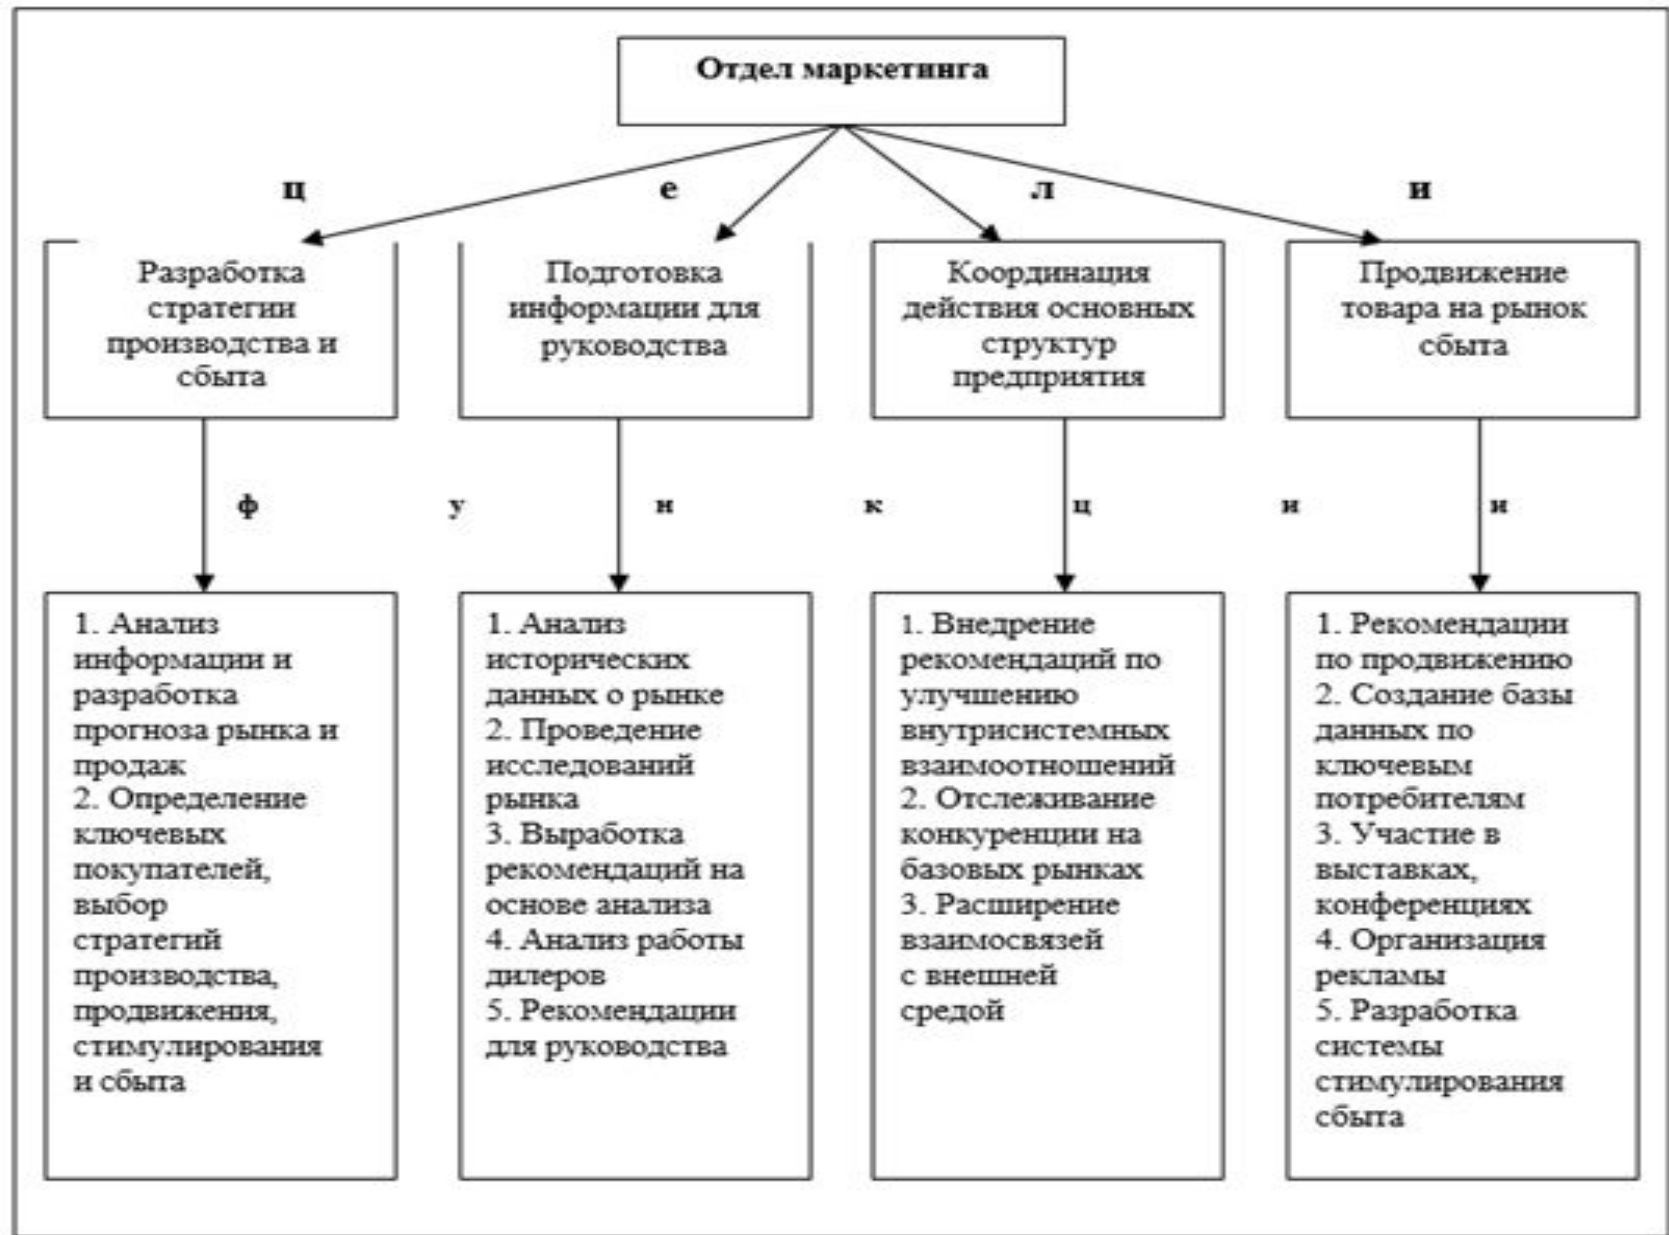 Отдел маркетинга
ц е л и
Разработка
стратегии
производства и
сбыта
Подготовка
информации для
руководства
Координация
действия основных
структур
предприятия
Продвижение
товара на рынок
сбыта
ф у н к ц и и
1. Анализ
информации и
разработка
прогноза рынка и
продаж
2. Определение
ключевых
покупателей,
выбор
стратегий
производства,
продвижения,
стимулирования
и сбыта
1. Анализ
исторических
данных о рынке
2. Проведение
исследований
рынка
3. Выработка
рекомендаций на
основе анализа
4. Анализ работы
дилеров
5. Рекомендации
для руководства
1. Внедрение
рекомендаций по
улучшению
внутрисистемных
взаимоотношений
2. Отслеживание
конкуренции на
базовых рынках
3. Расширение
взаимосвязей
с внешней
средой
1. Рекомендации
по продвижению
2. Создание базы
данных по
ключевым
потребителям
3. Участие в
выставках,
конференциях
4. Организация
рекламы
5. Разработка
системы
стимулирования
сбыта